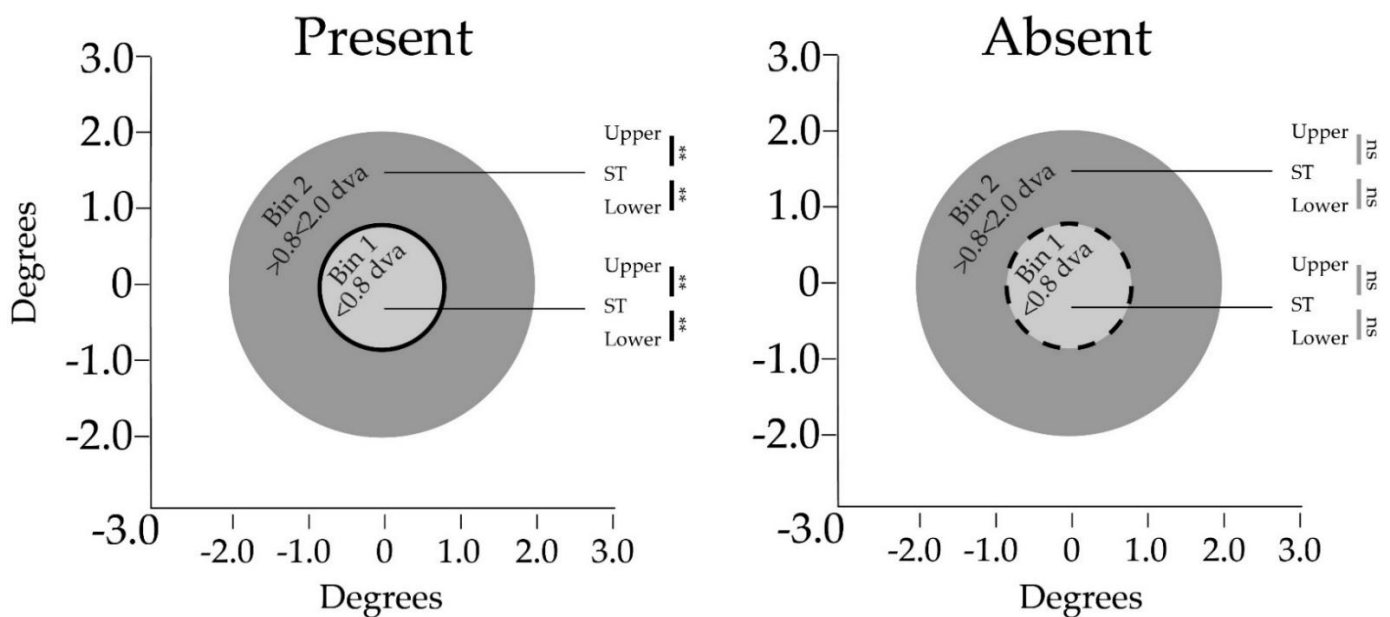 Present
3.0
2.0
1.0
0
-1.0
-2.0
-3.0
Degrees
Bin 2
>0.8<2.0 dva
Bin 1
<0.8 dva
Upper
**
ST
**
Lower
Upper
**
ST
**
Lower
-2.0 -1.0 0 1.0 2.0 3.0
Degrees
Absent
3.0
2.0
1.0
0
-1.0
-2.0
-3.0
Bin 2
>0.8<2.0 dva
Bin 1
<0.8 dva
Upper
ns
ST
ns
Lower
Upper
ns
ST
ns
Lower
-2.0 -1.0 0 1.0 2.0 3.0
Degrees